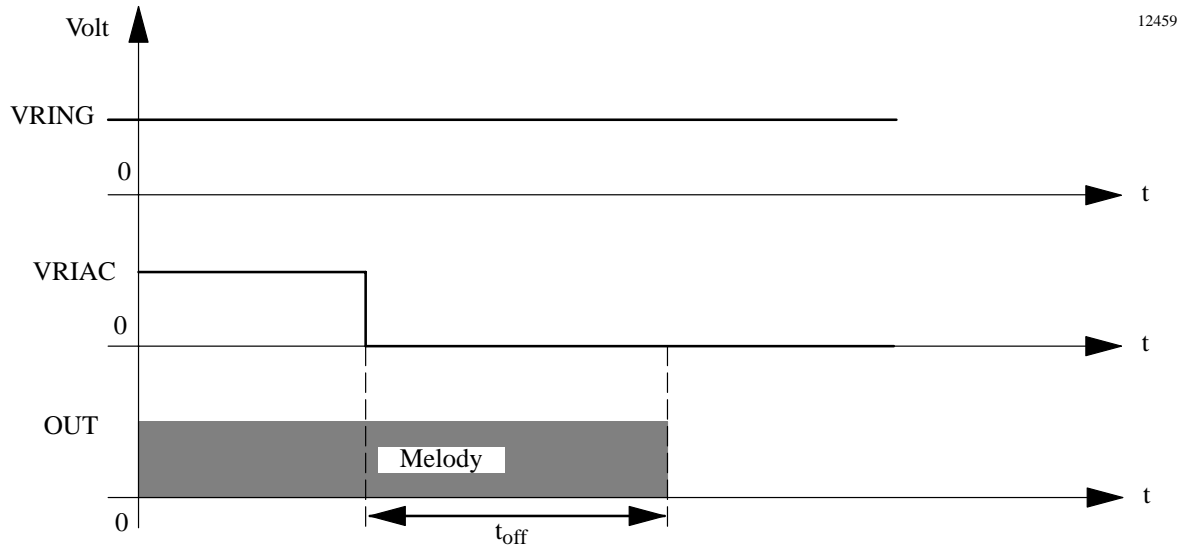 Volt
12459
VRING
0
t
VRIAC
0
t
OUT
Melody
t
0
toff